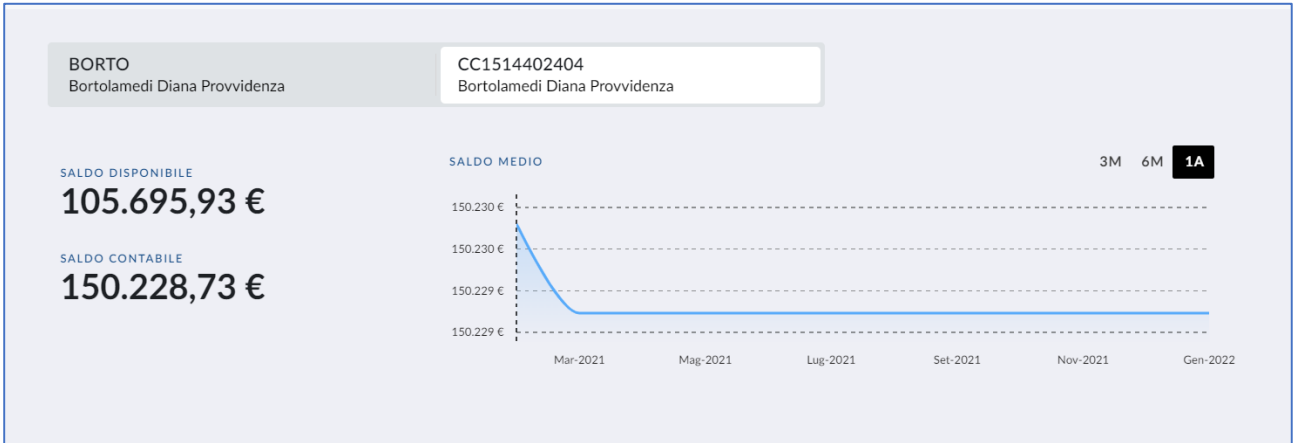 BORTO
Bortolamedi Diana Provvidenza
CC1514402404
Bortolamedi Diana Provvidenza
SALDO DISPONIBILE
105.695,93 €
SALDO CONTABILE
150.228,73 €
SALDO MEDIO
3M 6M 1A
150.230 €
150.230 €
150.229 €
150.229 €
Mar-2021 Mag-2021 Lug-2021 Set-2021 Nov-2021 Gen-2022